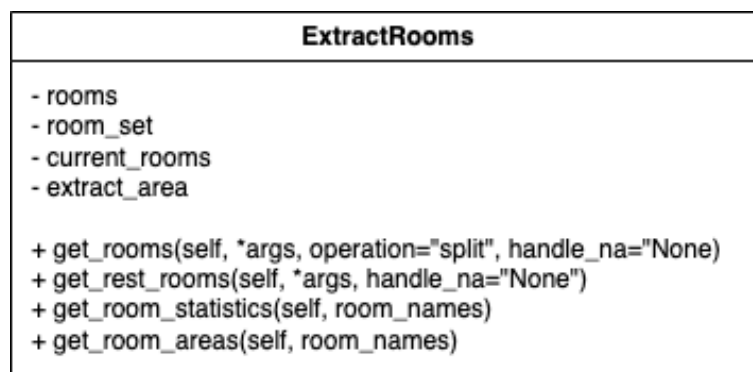 ExtractRooms
- rooms
- room_set
- current_rooms
- extract_area
+ get_rooms(self, *args, operation="split", handle_na="None)
+ get_rest_rooms(self, *args, handle_na="None")
+ get_room_statistics(self, room_names)
+ get_room_areas(self, room_names)